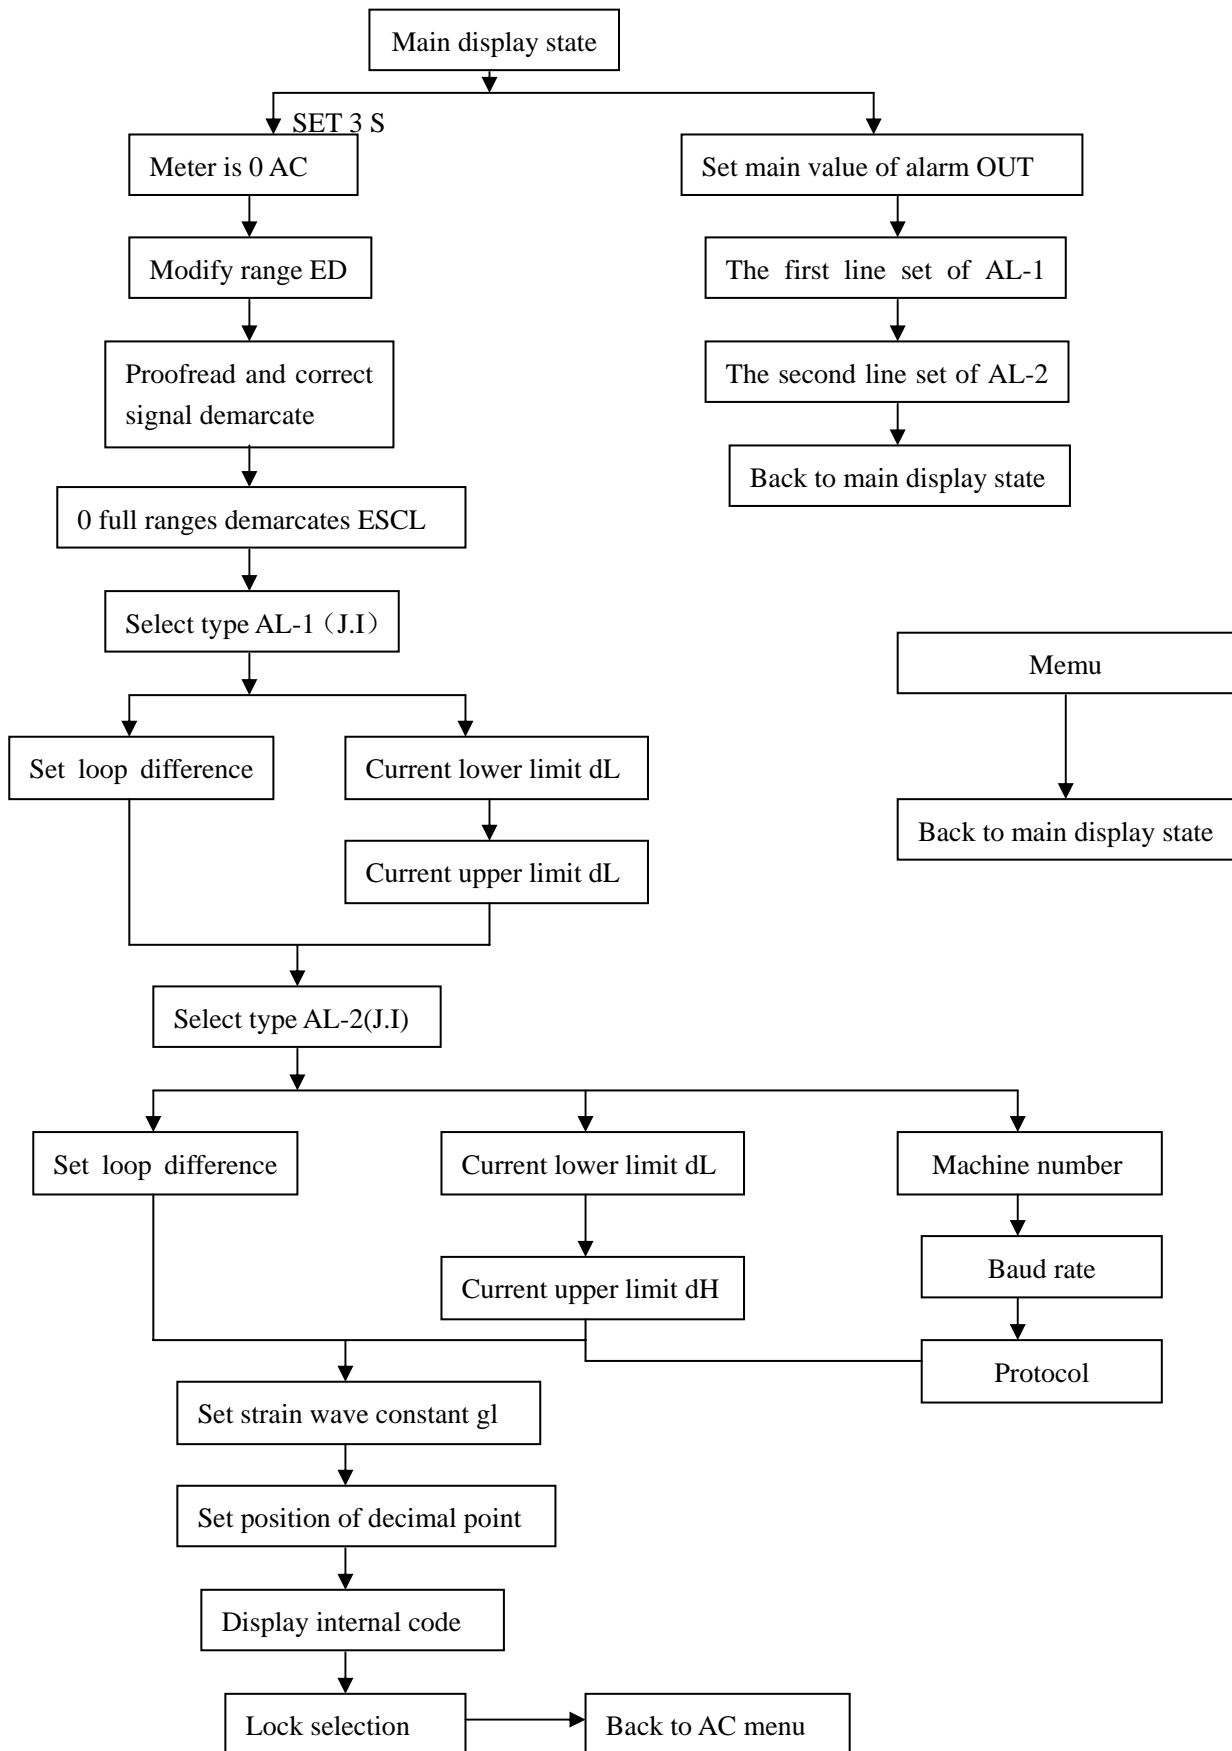 Main display state
SET 3 S
Meter is 0 AC
Set main value of alarm OUT
Modify range ED
The first line set of AL-1
Proofread and correct
signal demarcate
The second line set of AL-2
Back to main display state
0 full ranges demarcates ESCL
Select type AL-1（J.I）
Memu
Set loop difference
Current lower limit dL
Back to main display state
Current upper limit dL
Select type AL-2(J.I)
Set loop difference
Current lower limit dL
Machine number
Baud rate
Current upper limit dH
Protocol
Set strain wave constant gl
Set position of decimal point
Display internal code
Lock selection
Back to AC menu